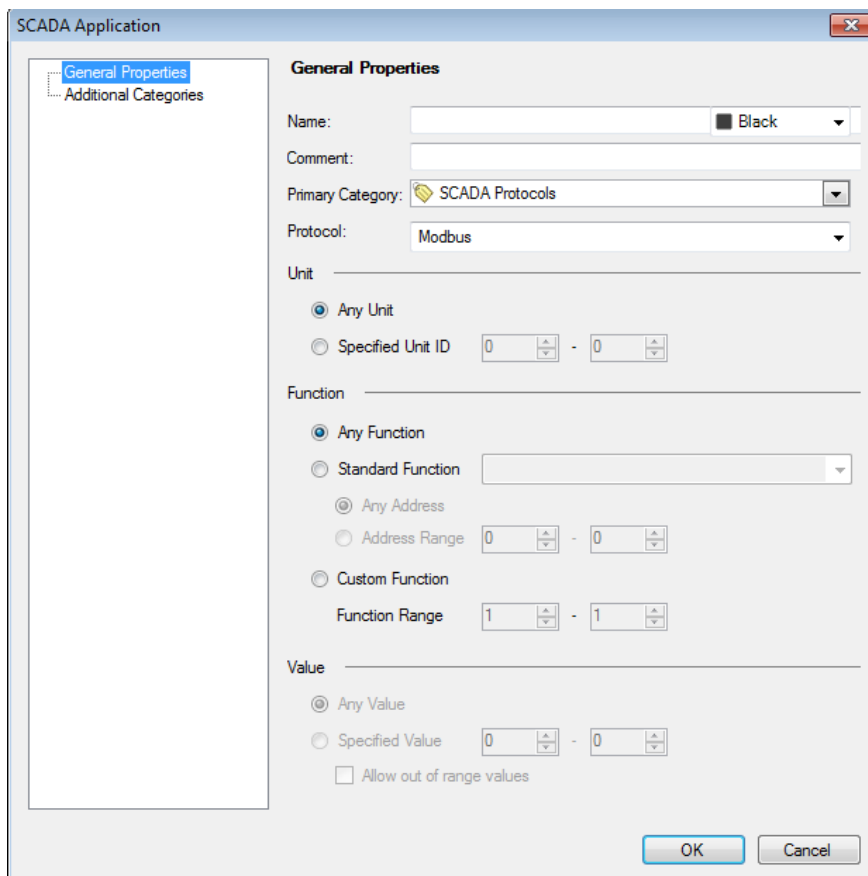 SCADA Application
General Properties
Additional Categories
General Properties
Name:
Black
Comment:
Primary Category: SCADA Protocols
Protocol: Modbus
Unit
Any Unit
Specified Unit ID 0 - 0
Function
Any Function
Standard Function
Any Address
Address Range 0 - 0
Custom Function
Function Range 1 - 1
Value
Any Value
Specified Value 0 - 0
Allow out of range values
OK Cancel